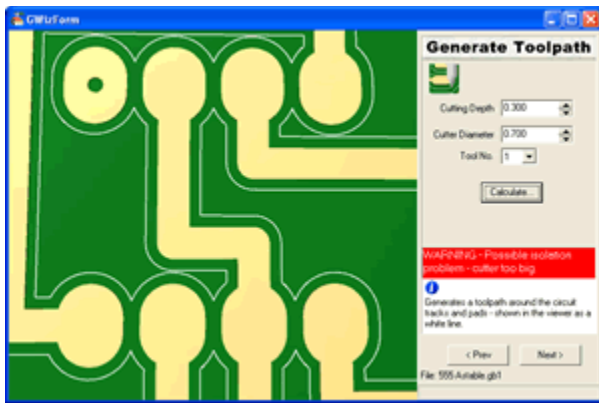 GWizForm
Generate Toolpath
Cutting Depth 0.300
Cutter Diameter 0.700
Tool No. 1
Calculate...
WARNING - Possible isolation
problem - cutter too big
Generates a toolpath around the circuit
tracks and pads - shown in the viewer as a
white line.
< Prev Next >
File: 555 Astable.gb1